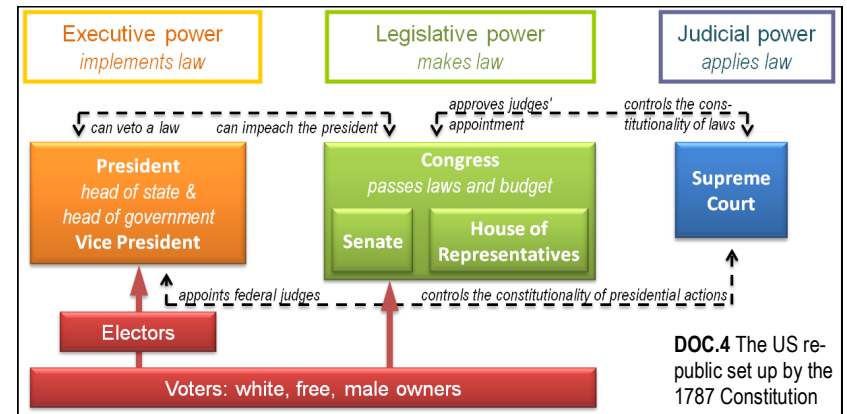 Executive power
implements law
Legislative power
makes law
Judicial power
applies law
can veto a law
can impeach the president
approves judges'
appointment
controls the cons-
titutionality of laws
President
head of state &
head of government
Vice President
Congress
passes laws and budget
Senate
House of
Representatives
Supreme
Court
appoints federal judges
controls the constitutionality of presidential actions
Electors
Voters: white, free, male owners
DOC.4 The US re-
public set up by the
1787 Constitution